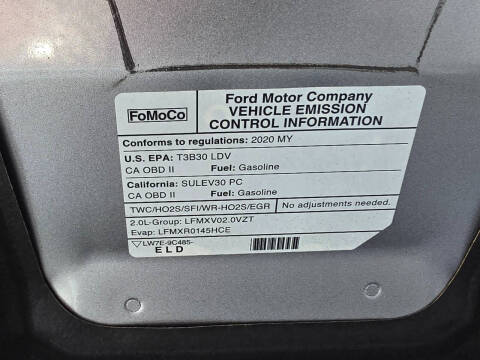 FoMoCo
Ford Motor Company
VEHICLE EMISSION
CONTROL INFORMATION
Conforms to regulations: 2020 MY
U.S. EPA: T3B30 LDV
CA OBD II Fuel: Gasoline
California: SULEV30 PC
CA OBD II Fuel: Gasoline
TWC/HO2S/SFI/WR-HO2S/EGR No adjustments needed.
2.0L-Group: LFMXV02.0VZT
Evap: LFMXR0145HCE
LW7E-9C485-
ELD